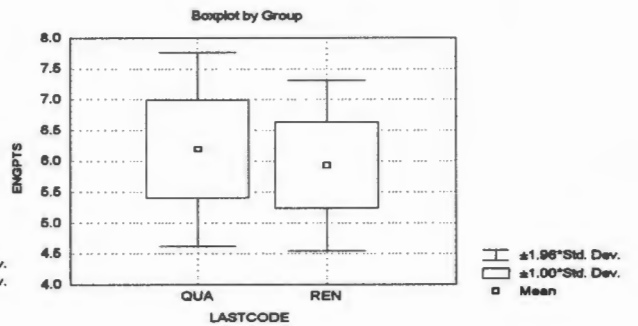 Boxplot by Group
8.0
7.5
7.0
6.5
6.0
5.5
5.0
4.5
4.0
ENGPTS
QUA REN
LASTCODE
v.
v.
±1.96*Std. Dev.
±1.00*Std. Dev.
Mean